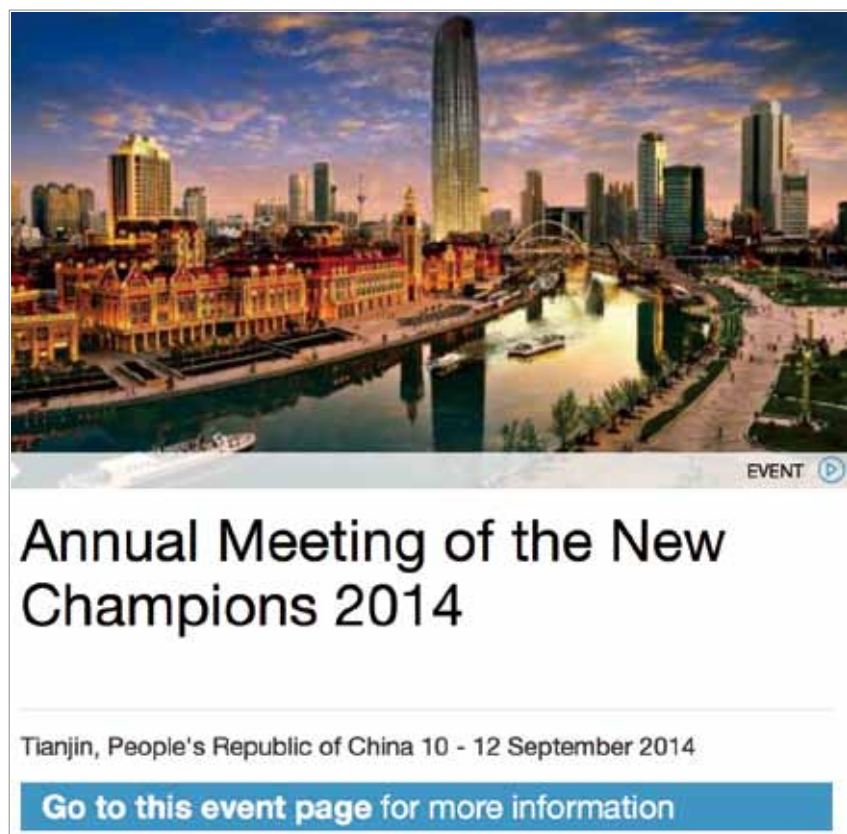 EVENT
Annual Meeting of the New
Champions 2014
Tianjin, People's Republic of China 10 - 12 September 2014
Go to this event page for more information